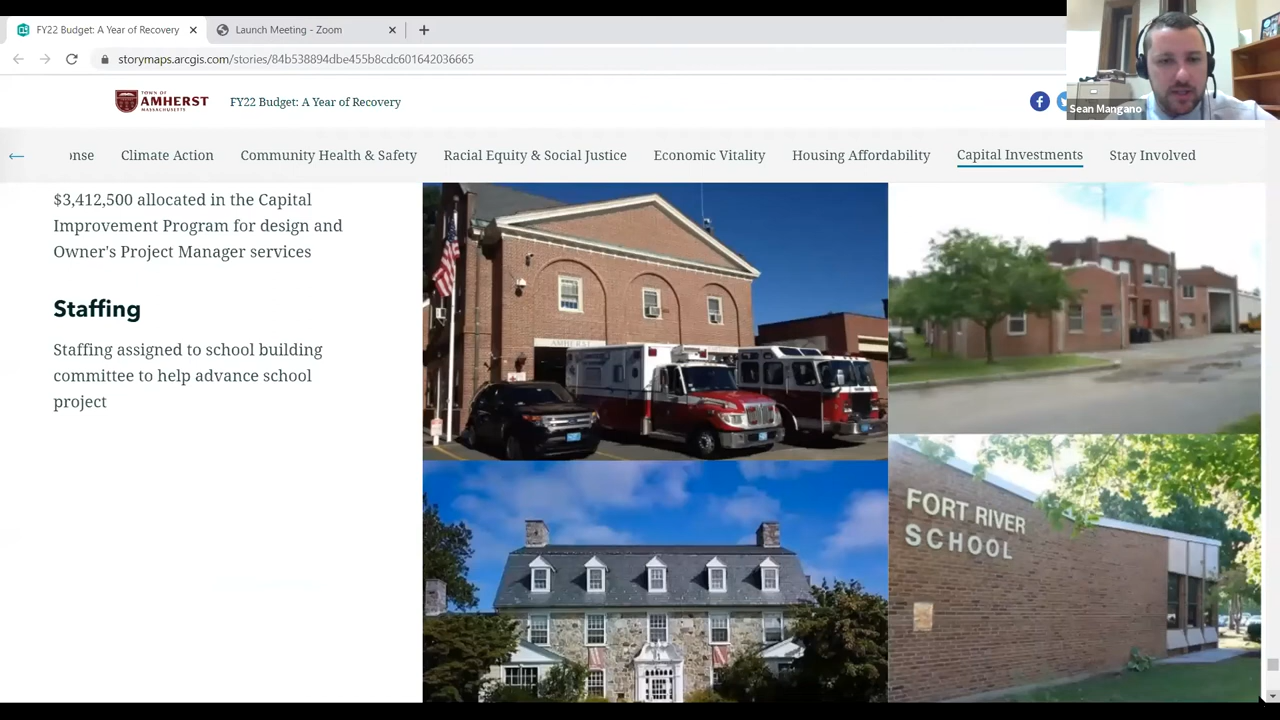 FY22 Budget: A Year of Recovery
Launch Meeting - Zoom
storymaps.arcgis.com/stories/84b538894dbe455b8cdc601642036665
TOWN OF
AMHERST
MASSACHUSETTS
FY22 Budget: A Year of Recovery
Sean Mangano
onse
Climate Action
Community Health & Safety
Racial Equity & Social Justice
Economic Vitality
Housing Affordability
Capital Investments
Stay Involved
$3,412,500 allocated in the Capital
Improvement Program for design and
Owner's Project Manager services
Staffing
Staffing assigned to school building
committee to help advance school
project
AMHERST
FORT RIVER
SCHOOL